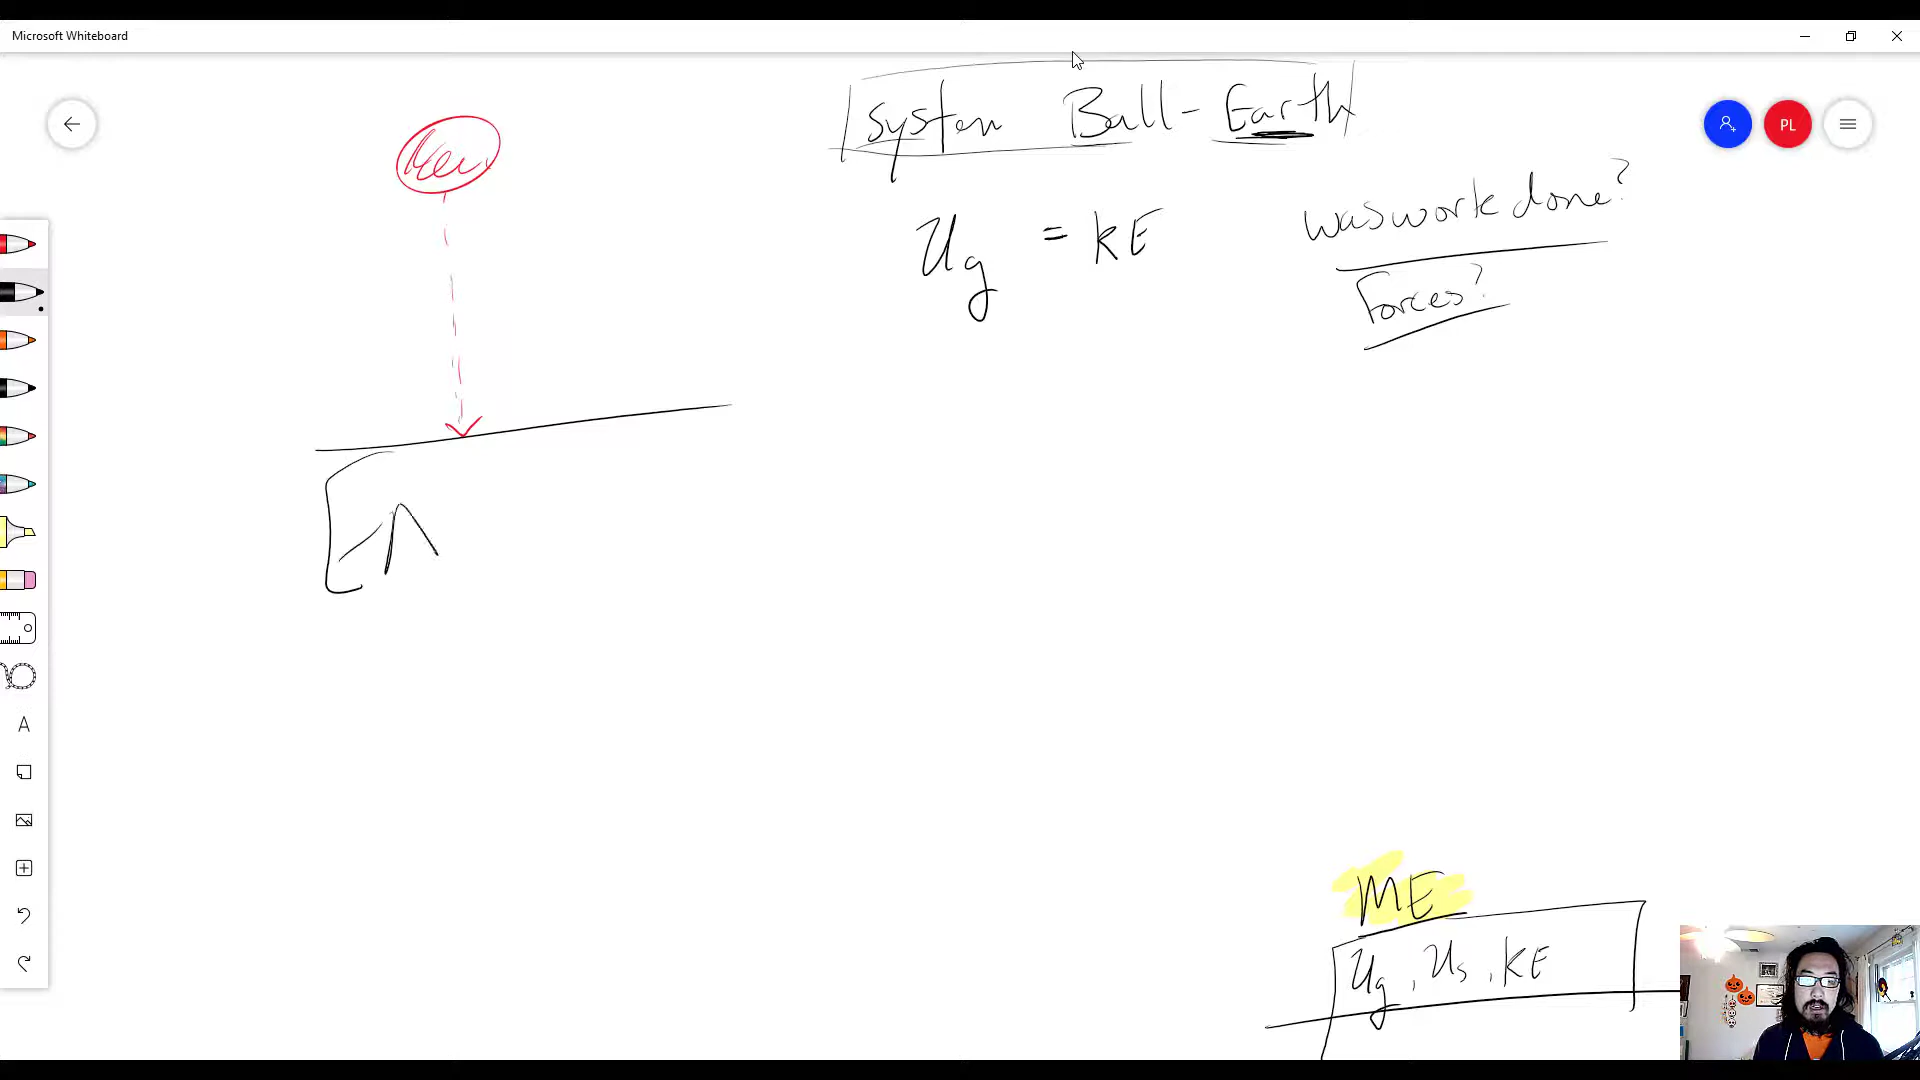 Microsoft Whiteboard
System Ball-Earth
PL
Ug = KE
was work done?
Forces?
A
ME
Ug, Us, KE